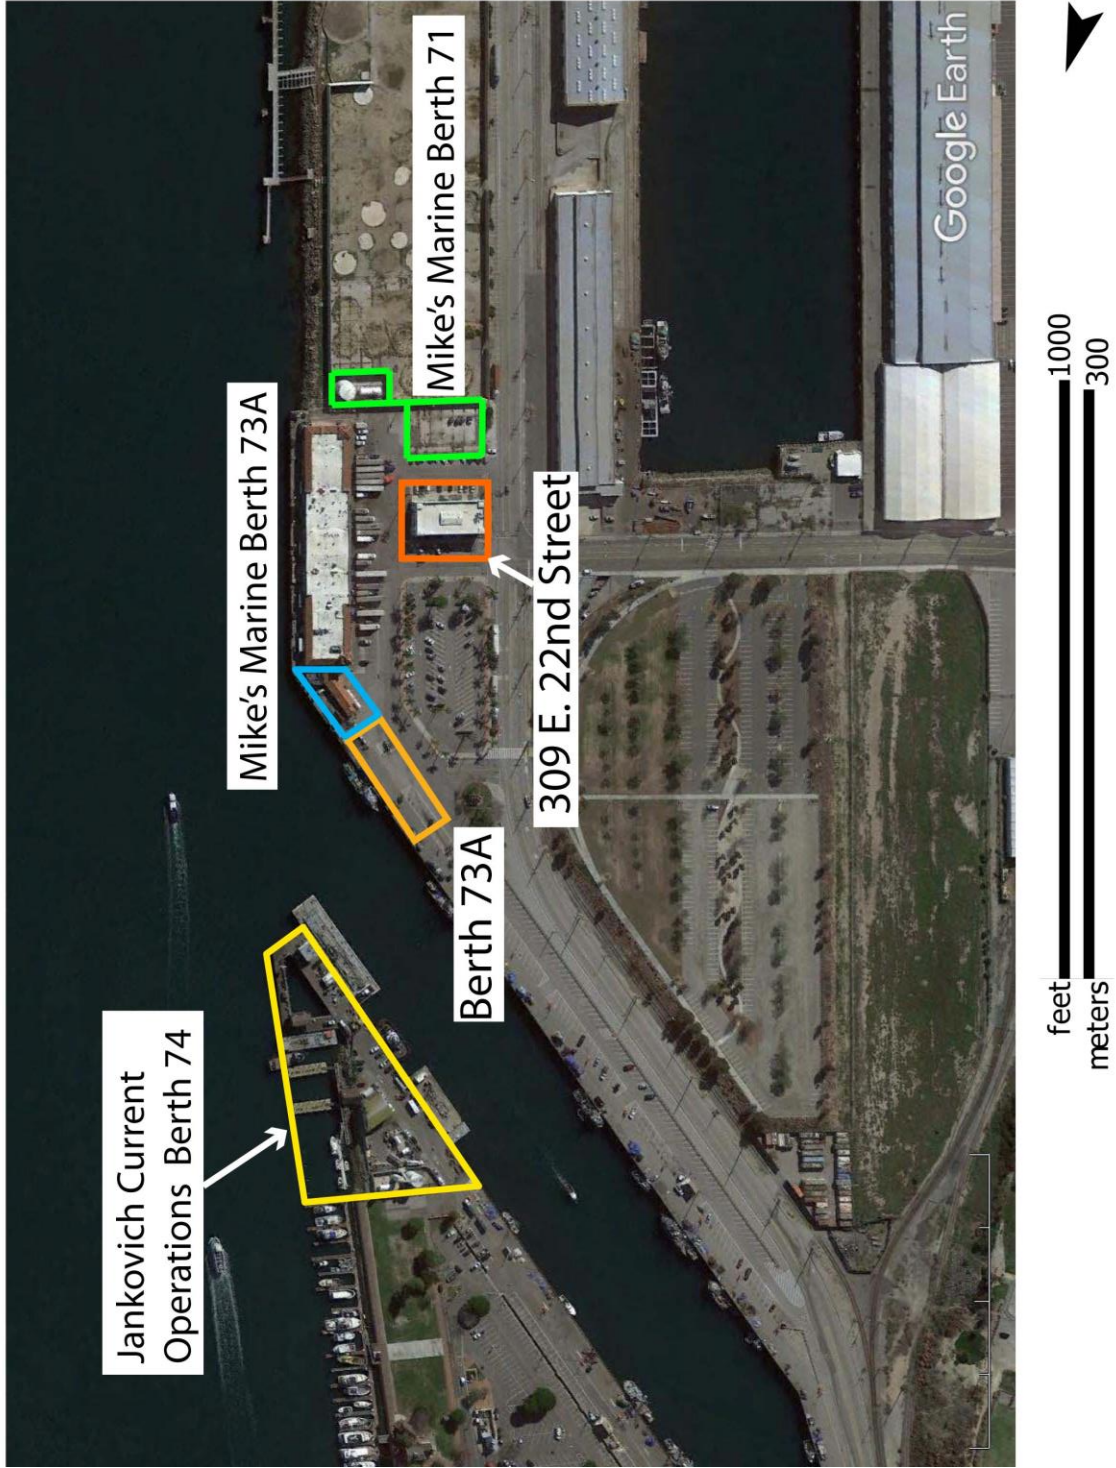 Jankovich Current
Operations Berth 74
Mike's Marine Berth 73A
Mike's Marine Berth 71
Berth 73A
309 E. 22nd Street
Google Earth
feet 1000
meters 300